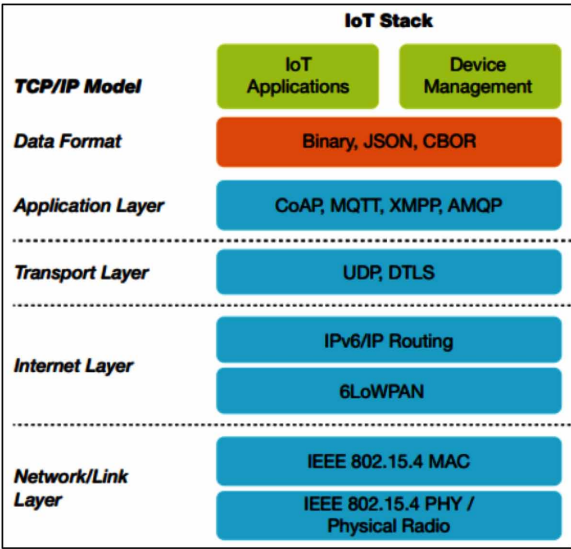 IoT Stack
TCP/IP Model
IoT
Applications
Device
Management
Data Format
Binary, JSON, CBOR
Application Layer
CoAP, MQTT, XMPP, AMQP
Transport Layer
UDP, DTLS
Internet Layer
IPv6/IP Routing
6LoWPAN
Network/Link
Layer
IEEE 802.15.4 MAC
IEEE 802.15.4 PHY /
Physical Radio